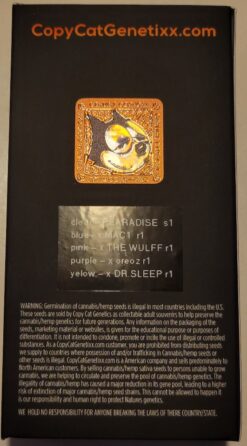 CopyCatGenetixx.com
clear - PARADISE s1
blue - x MAC1 r1
pink - x THE WULFF r1
purple - x oreoz r1
yelow - x DR.SLEEP r1
WARNING: Germination of cannabis/hemp seeds is illegal in most countries including the U.S.
These seeds are sold by Copy Cat Genetics as collectable adult souvenirs to help preserve the
cannabis/hemp genetics for future generations. Any information on the packaging of the
seeds, marketing material or websites, is given for the educational purpose or purposes of
differentiation. It is not intended to condone, promote or incite the use of illegal or controlled
substances. As a CopyCatGenetixx.com customer, you are prohibited from distributing seeds
we supply to countries where possession of and/or trafficking in Cannabis/hemp seeds or
other seeds is illegal. CopyCatGenetixx.com is a American company and sells predominately to
North American customers. By selling cannabis/hemp sativa seeds to persons unable to grow
cannabis, we are helping to circulate and preserve the pool of cannabis/hemp genetics. The
illegality of cannabis/hemp has caused a major reduction in its gene pool, leading to a higher
risk of extinction of major cannabis/hemp seed strains. This cannot be allowed to happen it
is our responsibility and human right to protect Natures genetics.
WE HOLD NO RESPONSIBILITY FOR ANYONE BREAKING THE LAWS OF THERE COUNTRY/STATE.